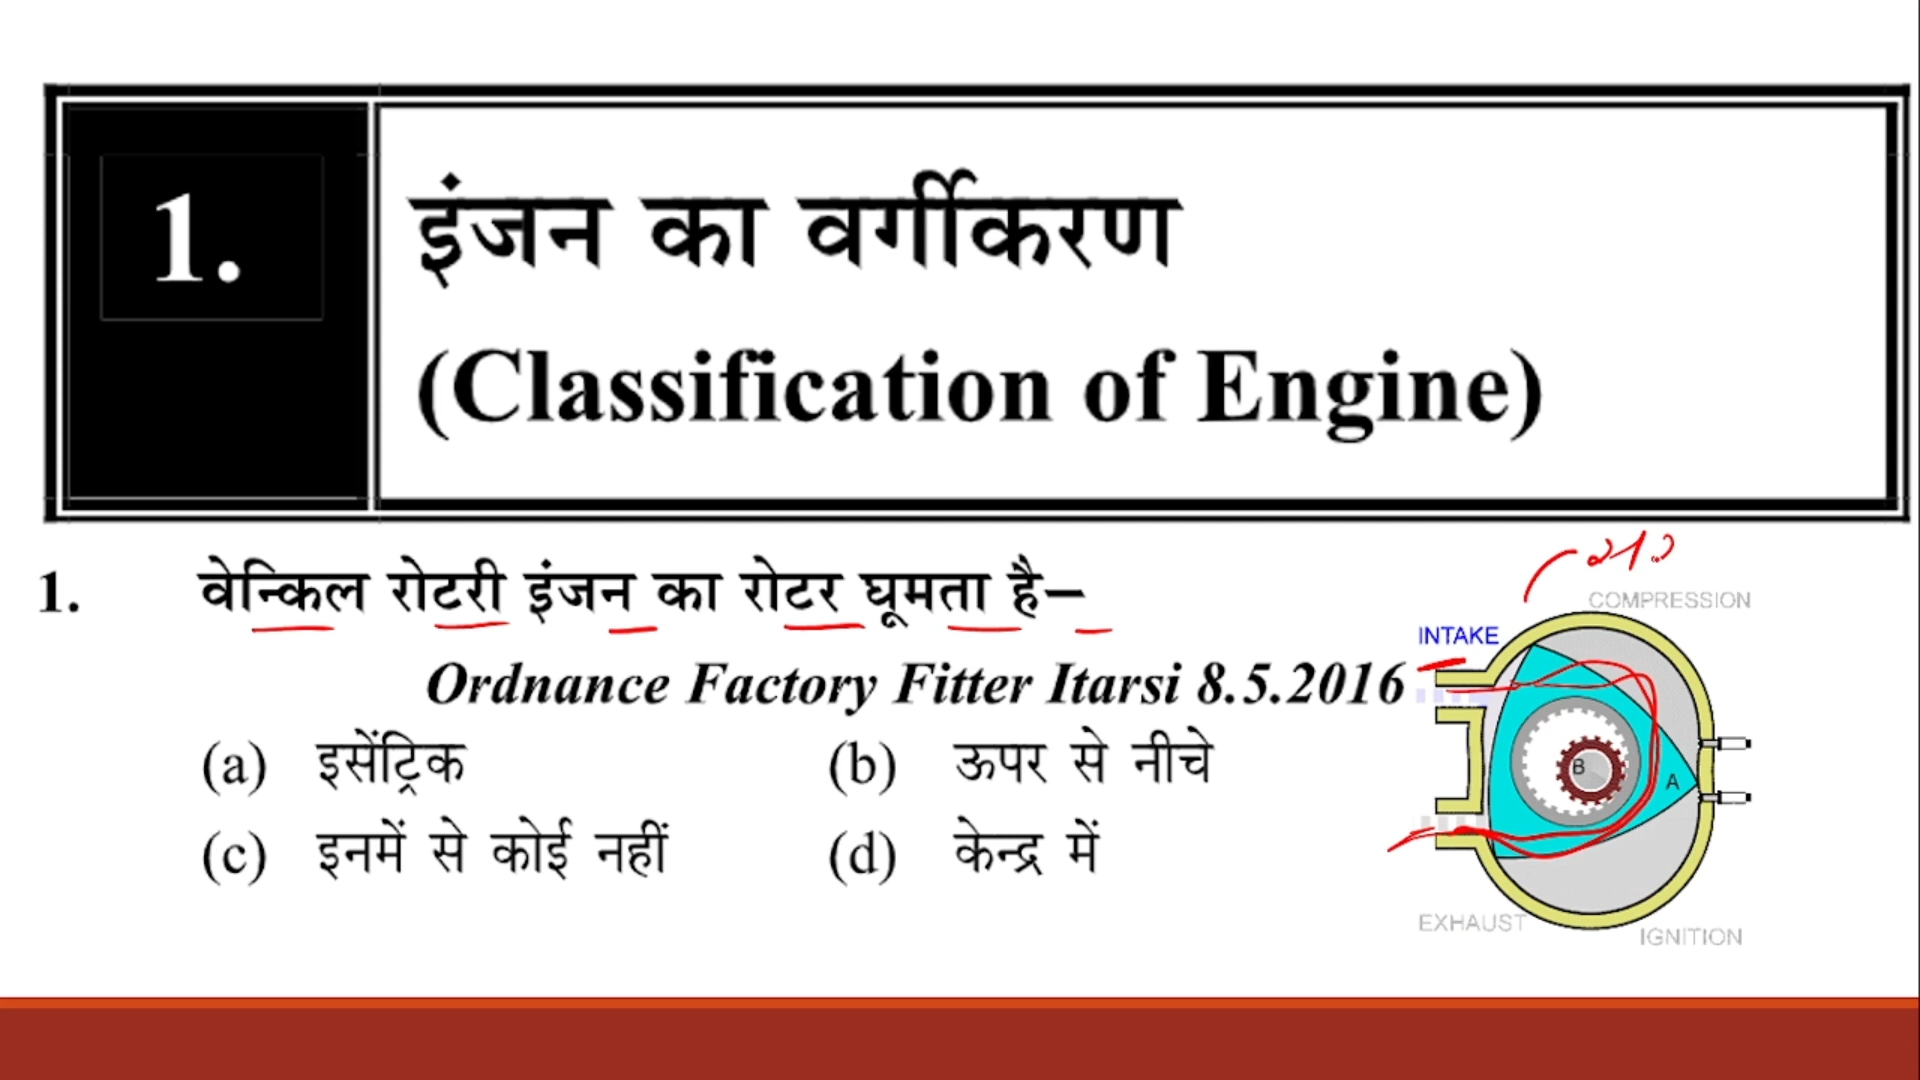 1.
इंजन का वर्गीकरण
(Classification of Engine)
1. वेन्किल रोटरी इंजन का रोटर घूमता है–
Ordnance Factory Fitter Itarsi 8.5.2016
(a) इसेंट्रिक (b) ऊपर से नीचे
(c) इनमें से कोई नहीं (d) केन्द्र में
COMPRESSION
INTAKE
B
A
EXHAUST
IGNITION